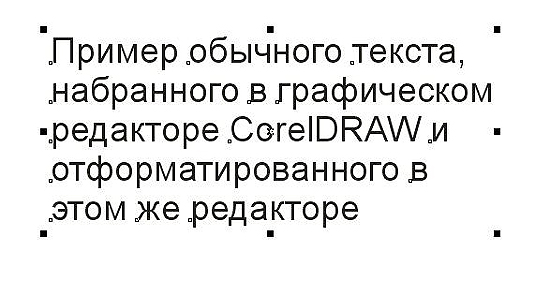 Пример обычного текста,
набранного в графическом
редакторе CorelDRAW и
отформатированного в
этом же редакторе